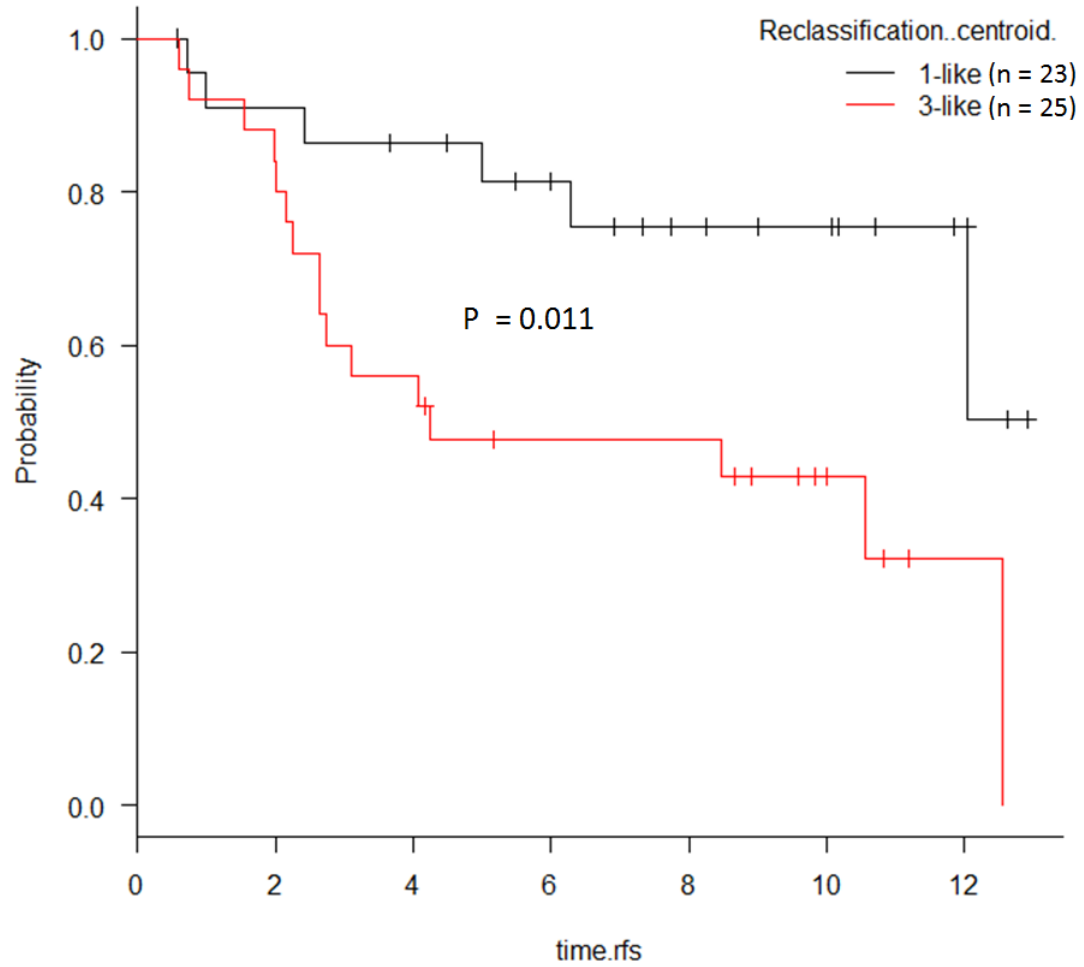 Reclassification..centroid.
1-like (n = 23)
3-like (n = 25)
1.0
0.8
0.6
0.4
0.2
0.0
Probability
P = 0.011
0 2 4 6 8 10 12
time.rfs